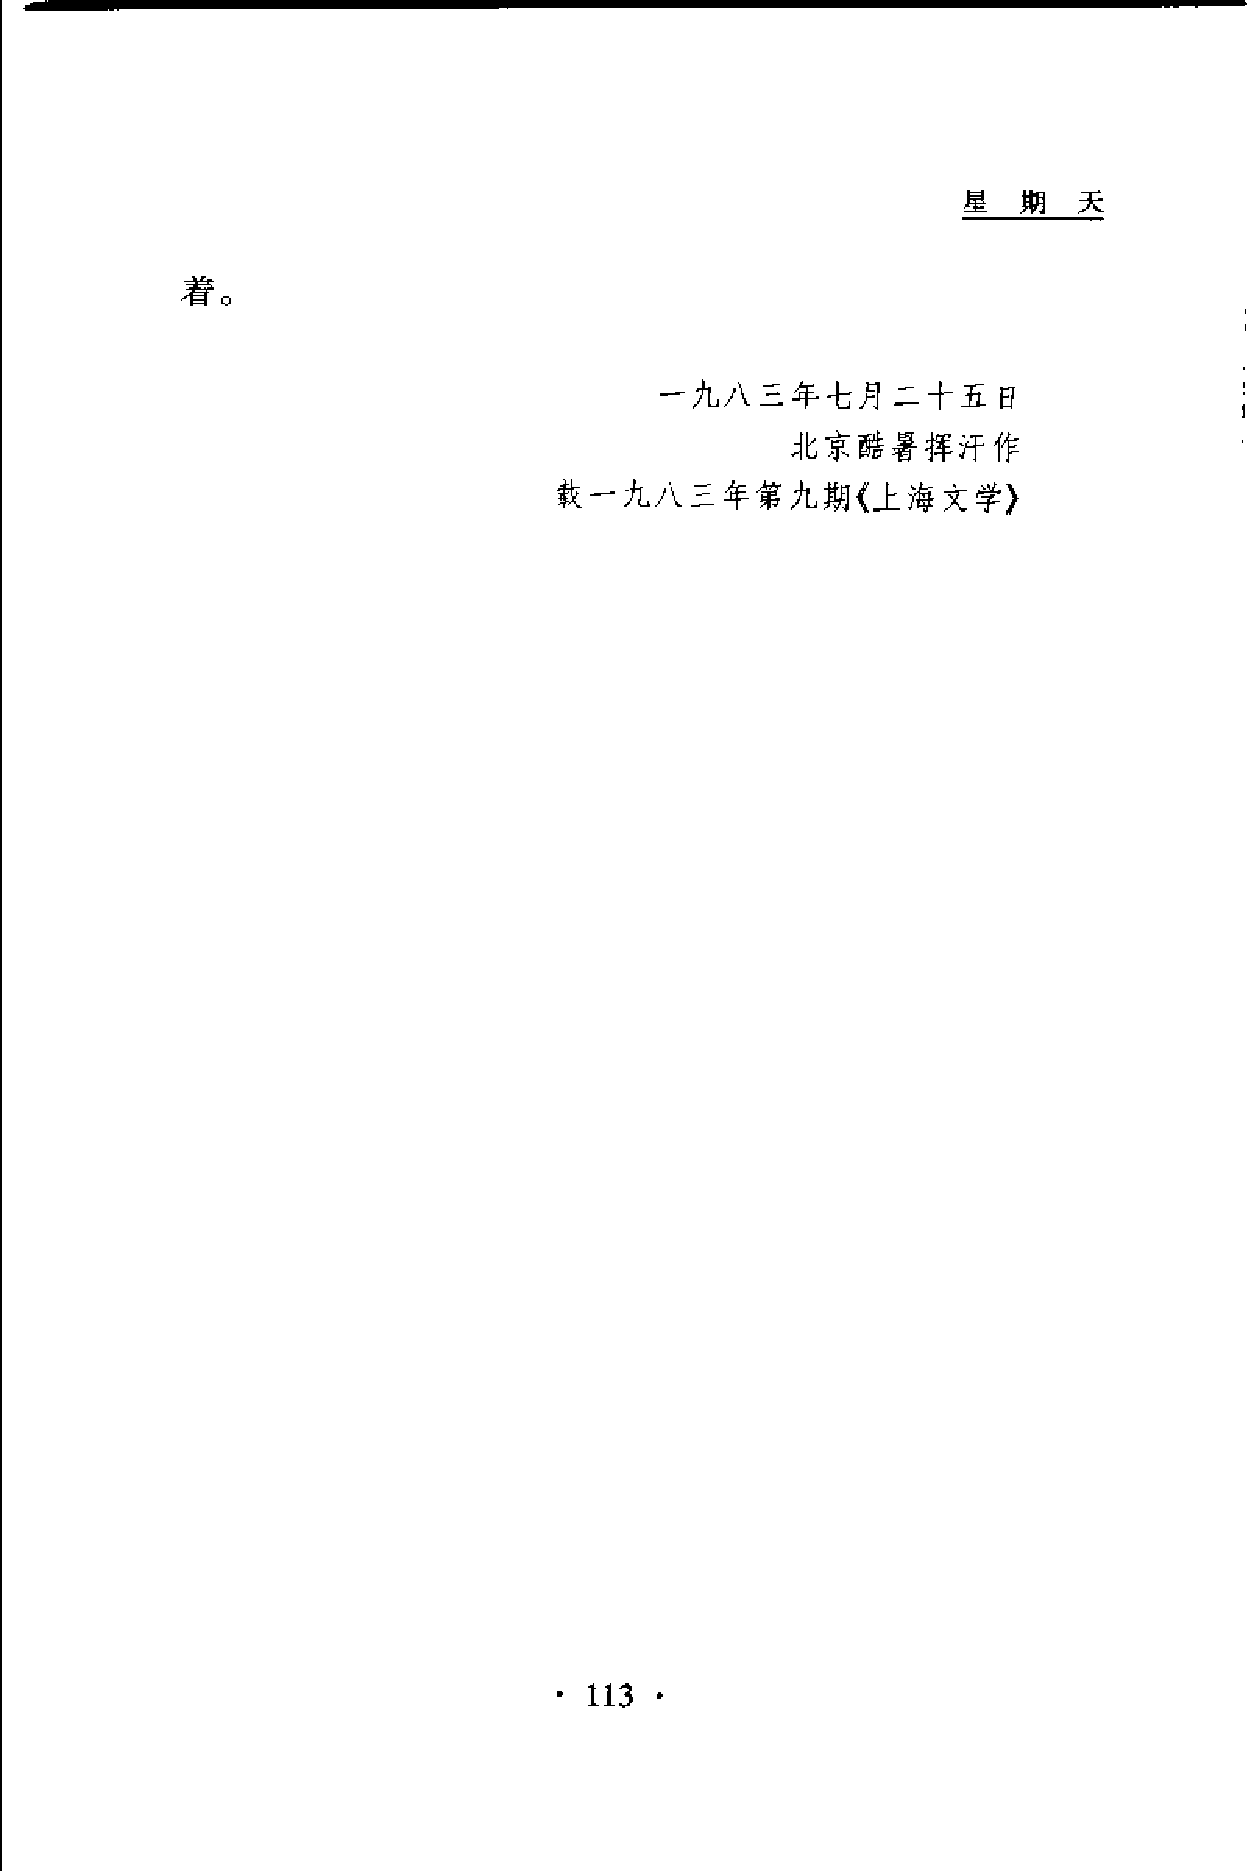 星期天
着。
一九八三年七月二十五日
北京酷暑挥汗作
载一九八三年第九期《上海文学》
· 113 ·